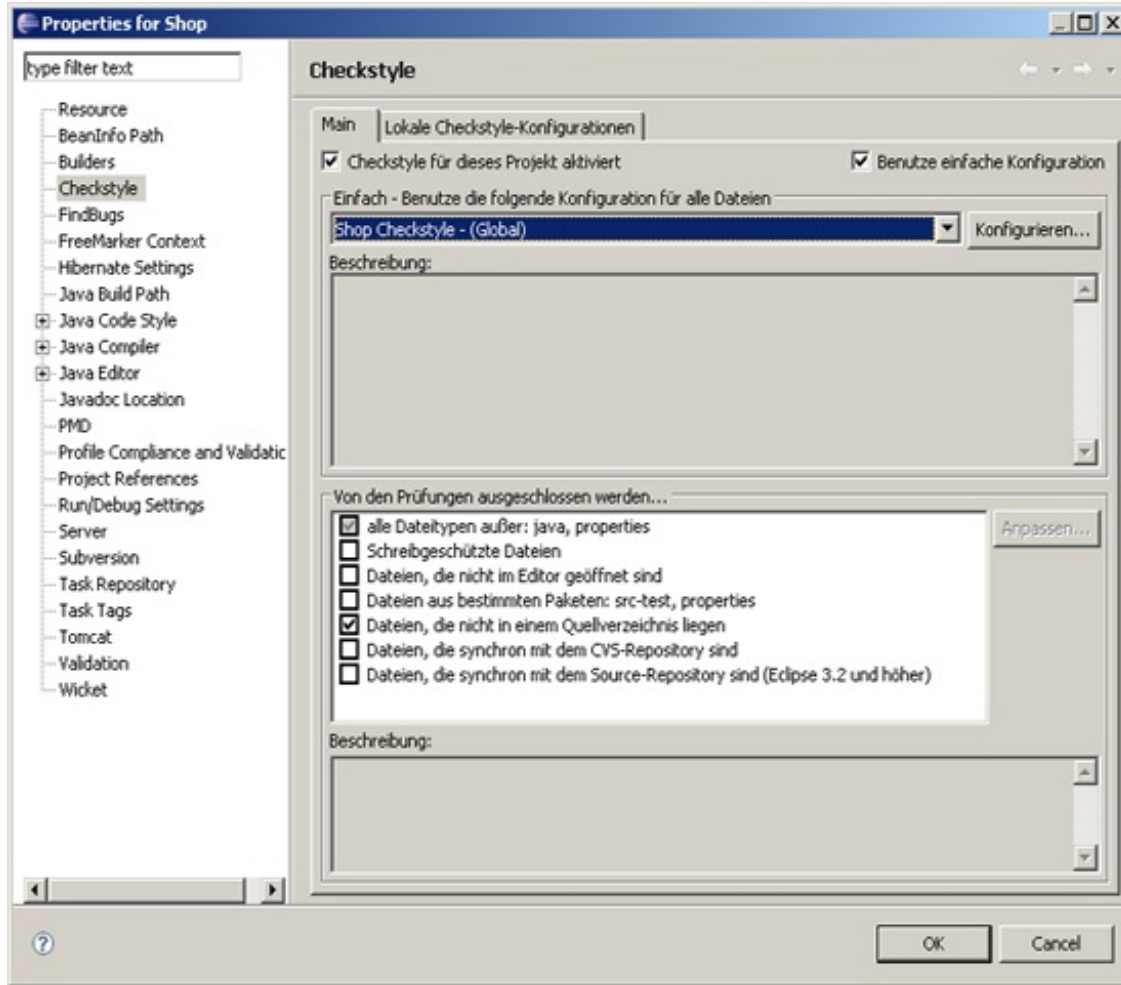 Properties for Shop
type filter text
Resource
BeanInfo Path
Builders
Checkstyle
FindBugs
FreeMarker Context
Hibernate Settings
Java Build Path
Java Code Style
Java Compiler
Java Editor
Javadoc Location
PMD
Profile Compliance and Validatic
Project References
Run/Debug Settings
Server
Subversion
Task Repository
Task Tags
Tomcat
Validation
Wicket
Checkstyle
Main Lokale Checkstyle-Konfigurationen
Checkstyle für dieses Projekt aktiviert Benutze einfache Konfiguration
Einfach - Benutze die folgende Konfiguration für alle Dateien
Shop Checkstyle - (Global) Konfigurieren...
Beschreibung:
Von den Prüfungen ausgeschlossen werden...
alle Dateitypen außer: java, properties Anpassen...
Schreibgeschützte Dateien
Dateien, die nicht im Editor geöffnet sind
Dateien aus bestimmten Paketen: src-test, properties
Dateien, die nicht in einem Quellverzeichnis liegen
Dateien, die synchron mit dem CVS-Repository sind
Dateien, die synchron mit dem Source-Repository sind (Eclipse 3.2 und höher)
Beschreibung:
? OK Cancel